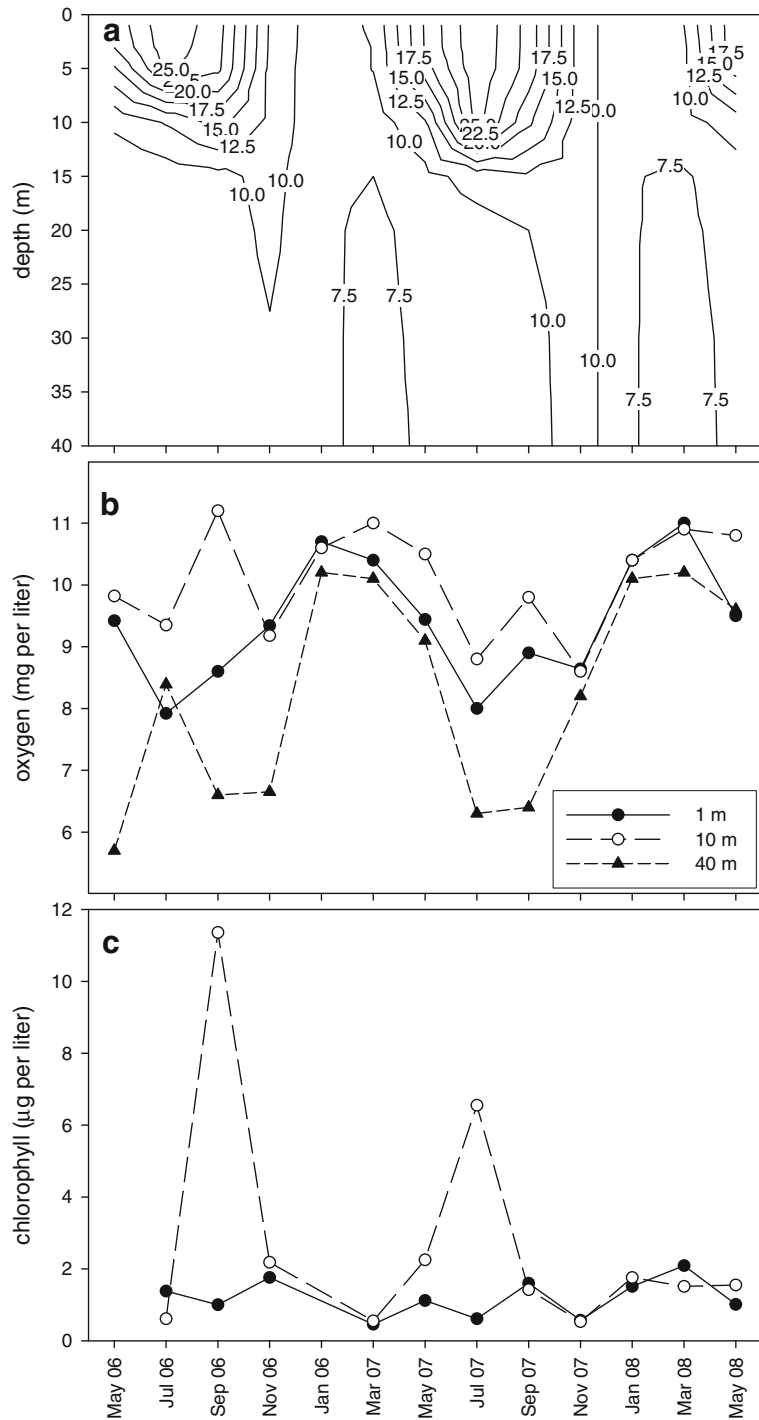 a
0
5
10
15
20
25
30
35
40
depth (m)
25.0
20.0
17.5
15.0
12.5
10.0
10.0
7.5
7.5
17.5
15.0
12.5
10.0
22.5
17.5
15.0
12.5
10.0
10.0
7.5
7.5
7.5
17.5
12.5
10.0
b
11
10
9
8
7
6
oxygen (mg per liter)
1 m
10 m
40 m
c
12
10
8
6
4
2
0
chlorophyll (µg per liter)
May 06
Jul 06
Sep 06
Nov 06
Jan 06
Mar 07
May 07
Jul 07
Sep 07
Nov 07
Jan 08
Mar 08
May 08